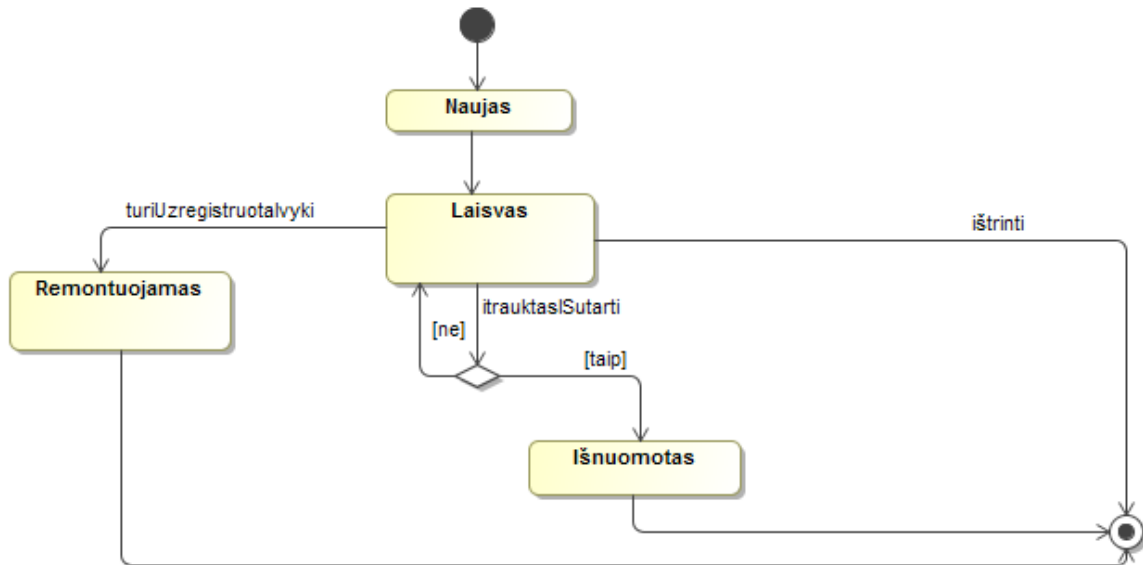 Naujas
Laisvas
turiUzregistruotaIvyki
ištrinti
Remontuojamas
itrauktasISutarti
[ne]
[taip]
Išnuomotas